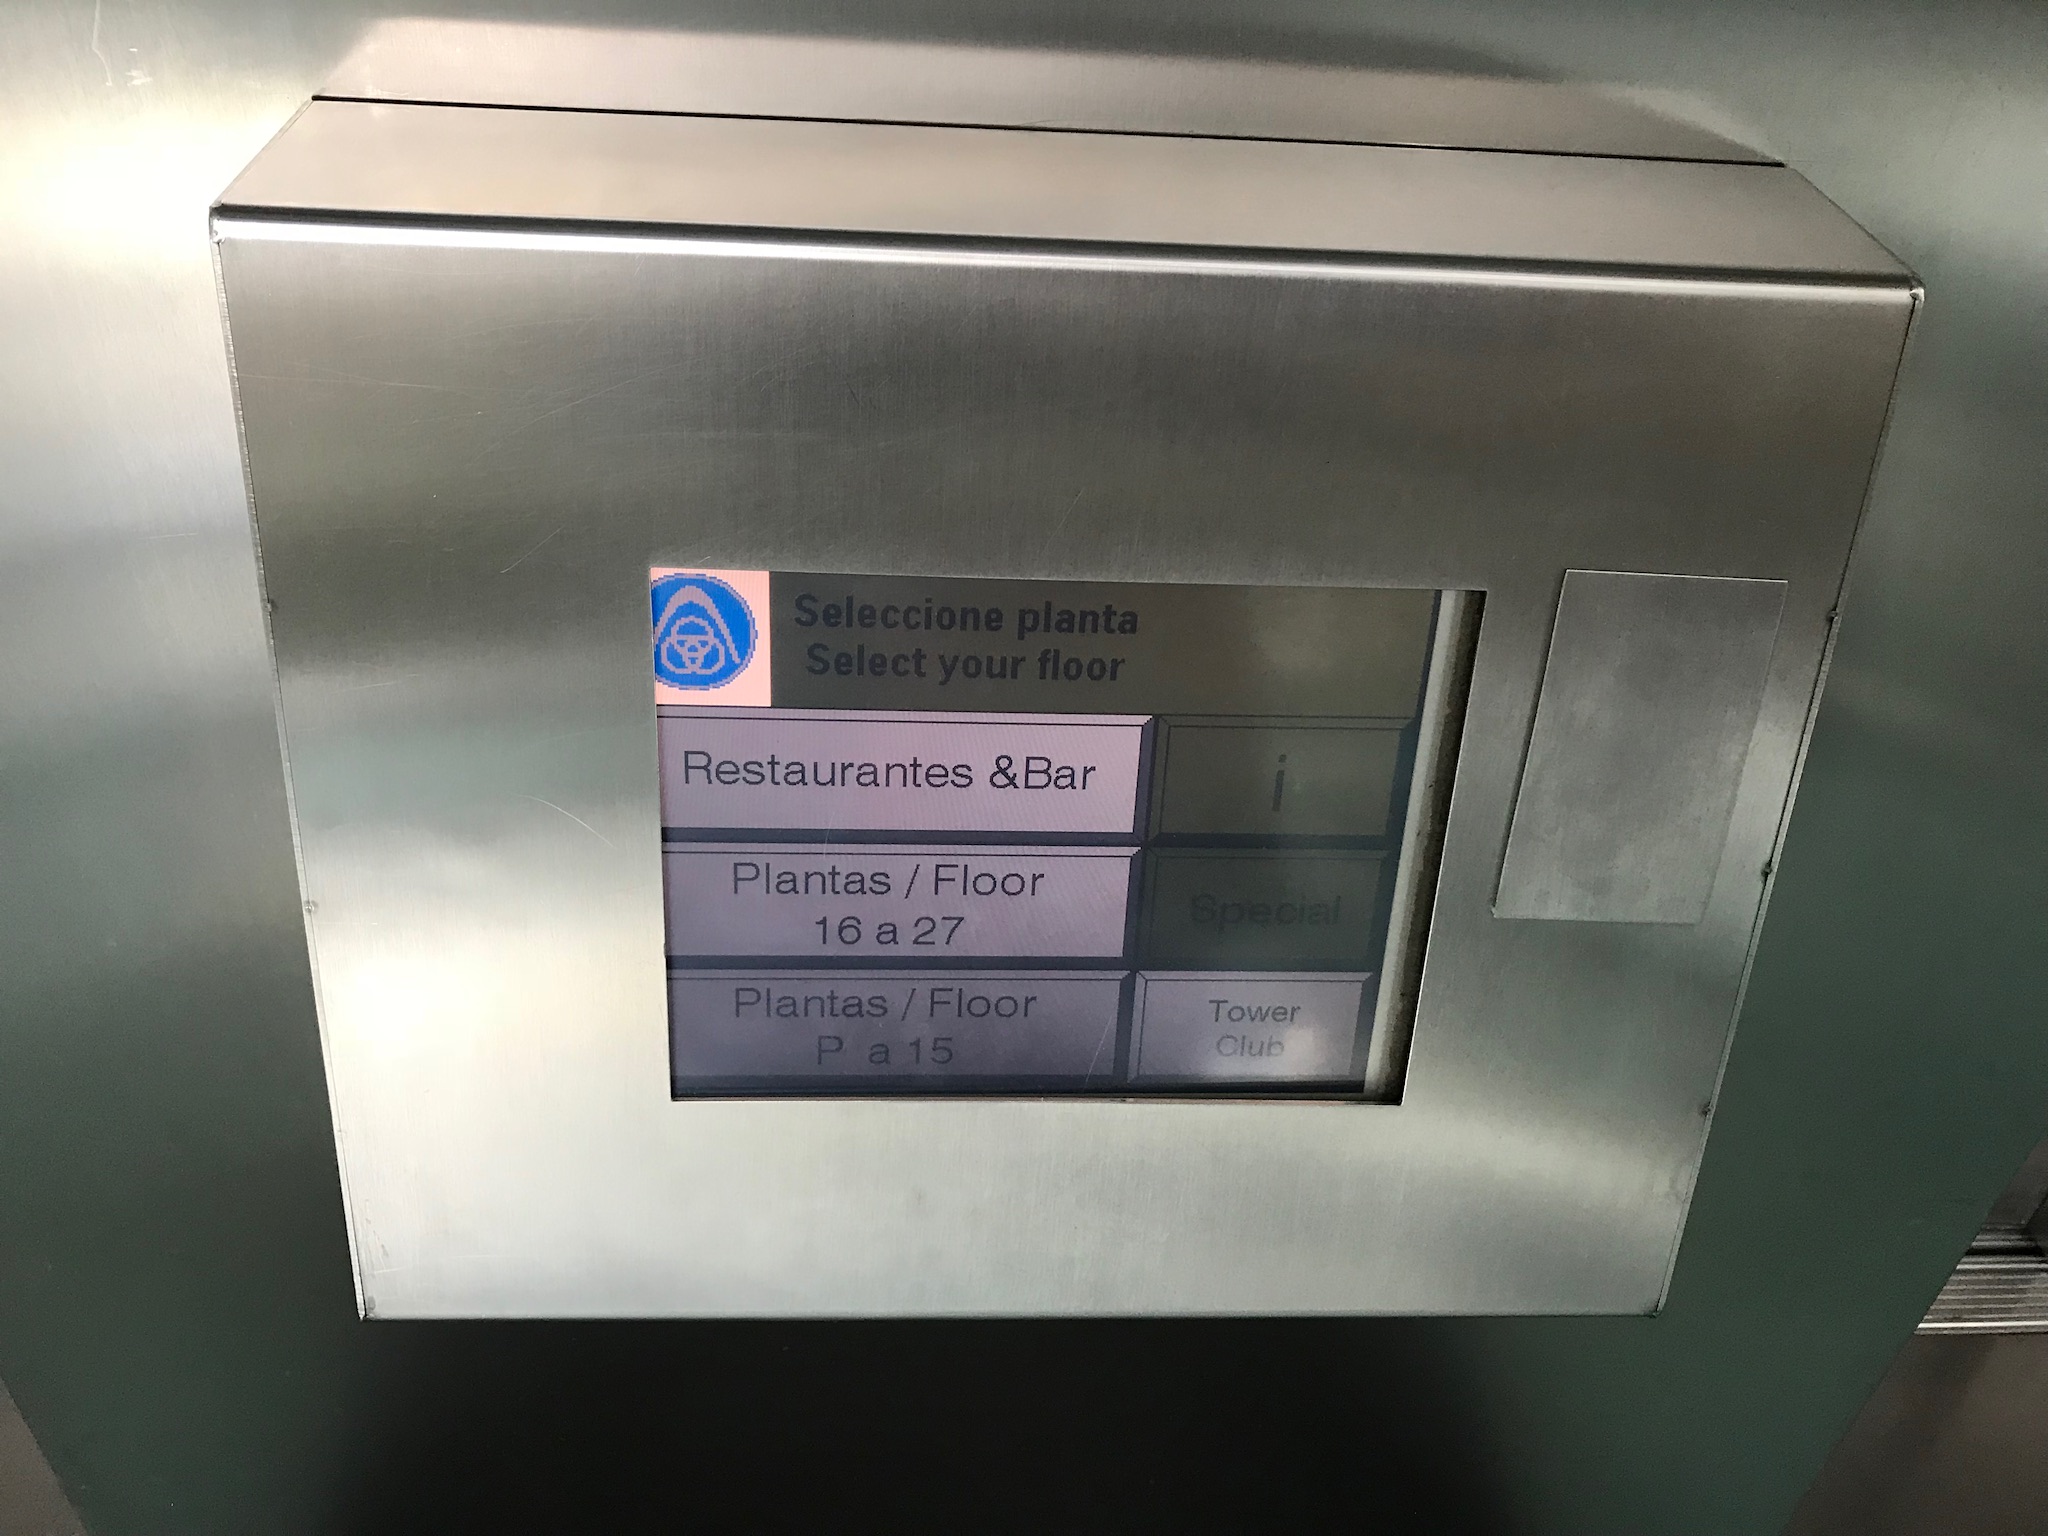 Seleccione planta
Select your floor
Restaurantes &Bar
i
Plantas / Floor
16 a 27
Special
Plantas / Floor
P a 15
Tower
Club